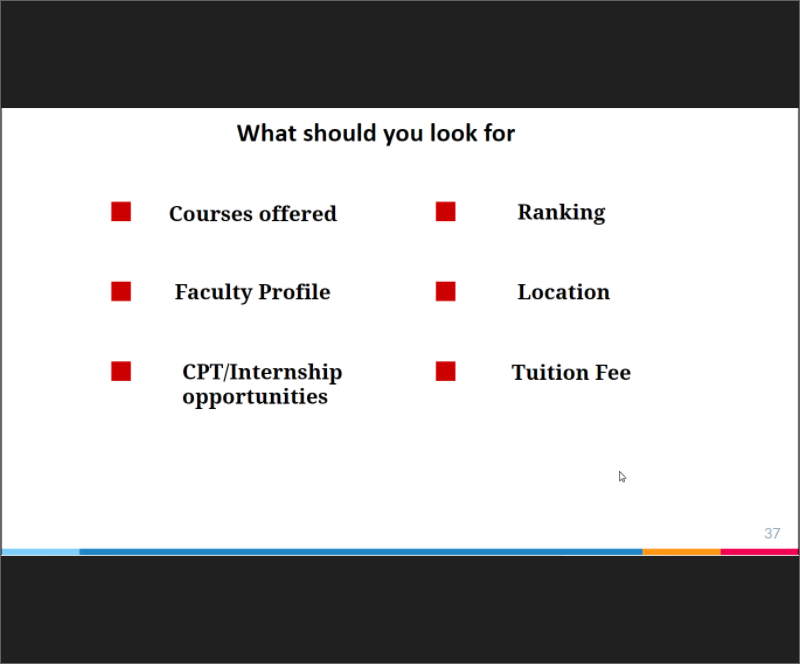 What should you look for
Courses offered
Ranking
Faculty Profile
Location
CPT/Internship
opportunities
Tuition Fee
37